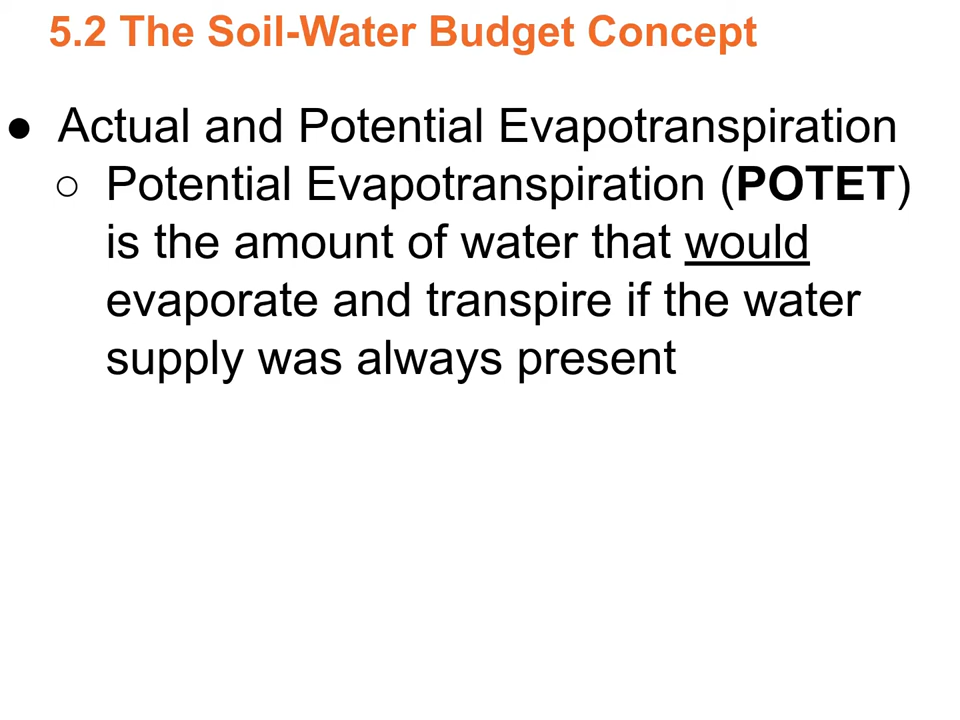 5.2 The Soil-Water Budget Concept
● Actual and Potential Evapotranspiration
○ Potential Evapotranspiration (POTET)
is the amount of water that would
evaporate and transpire if the water
supply was always present